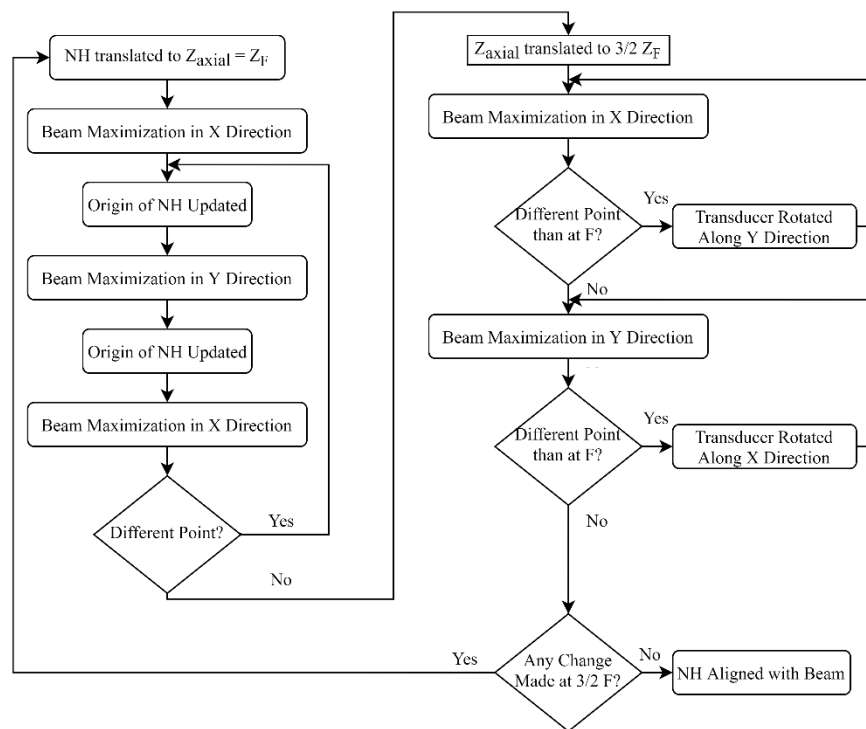 NH translated to Zaxial = ZF
Beam Maximization in X Direction
Origin of NH Updated
Beam Maximization in Y Direction
Origin of NH Updated
Beam Maximization in X Direction
Different Point?
Yes
No
Zaxial translated to 3/2 ZF
Beam Maximization in X Direction
Different Point
than at F?
Yes
Transducer Rotated
Along Y Direction
No
Beam Maximization in Y Direction
Different Point
than at F?
Yes
Transducer Rotated
Along X Direction
No
Any Change
Made at 3/2 F?
Yes
No
NH Aligned with Beam